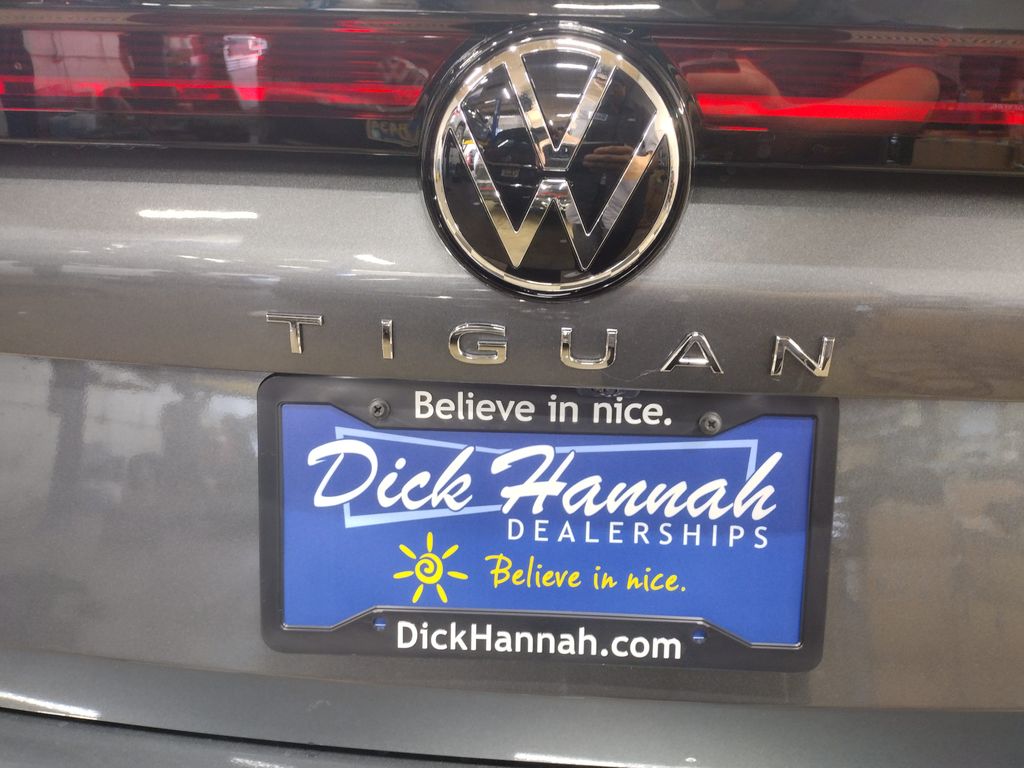 TIGUAN
Believe in nice.
Dick Hannah
DEALERSHIPS
Believe in nice.
DickHannah.com